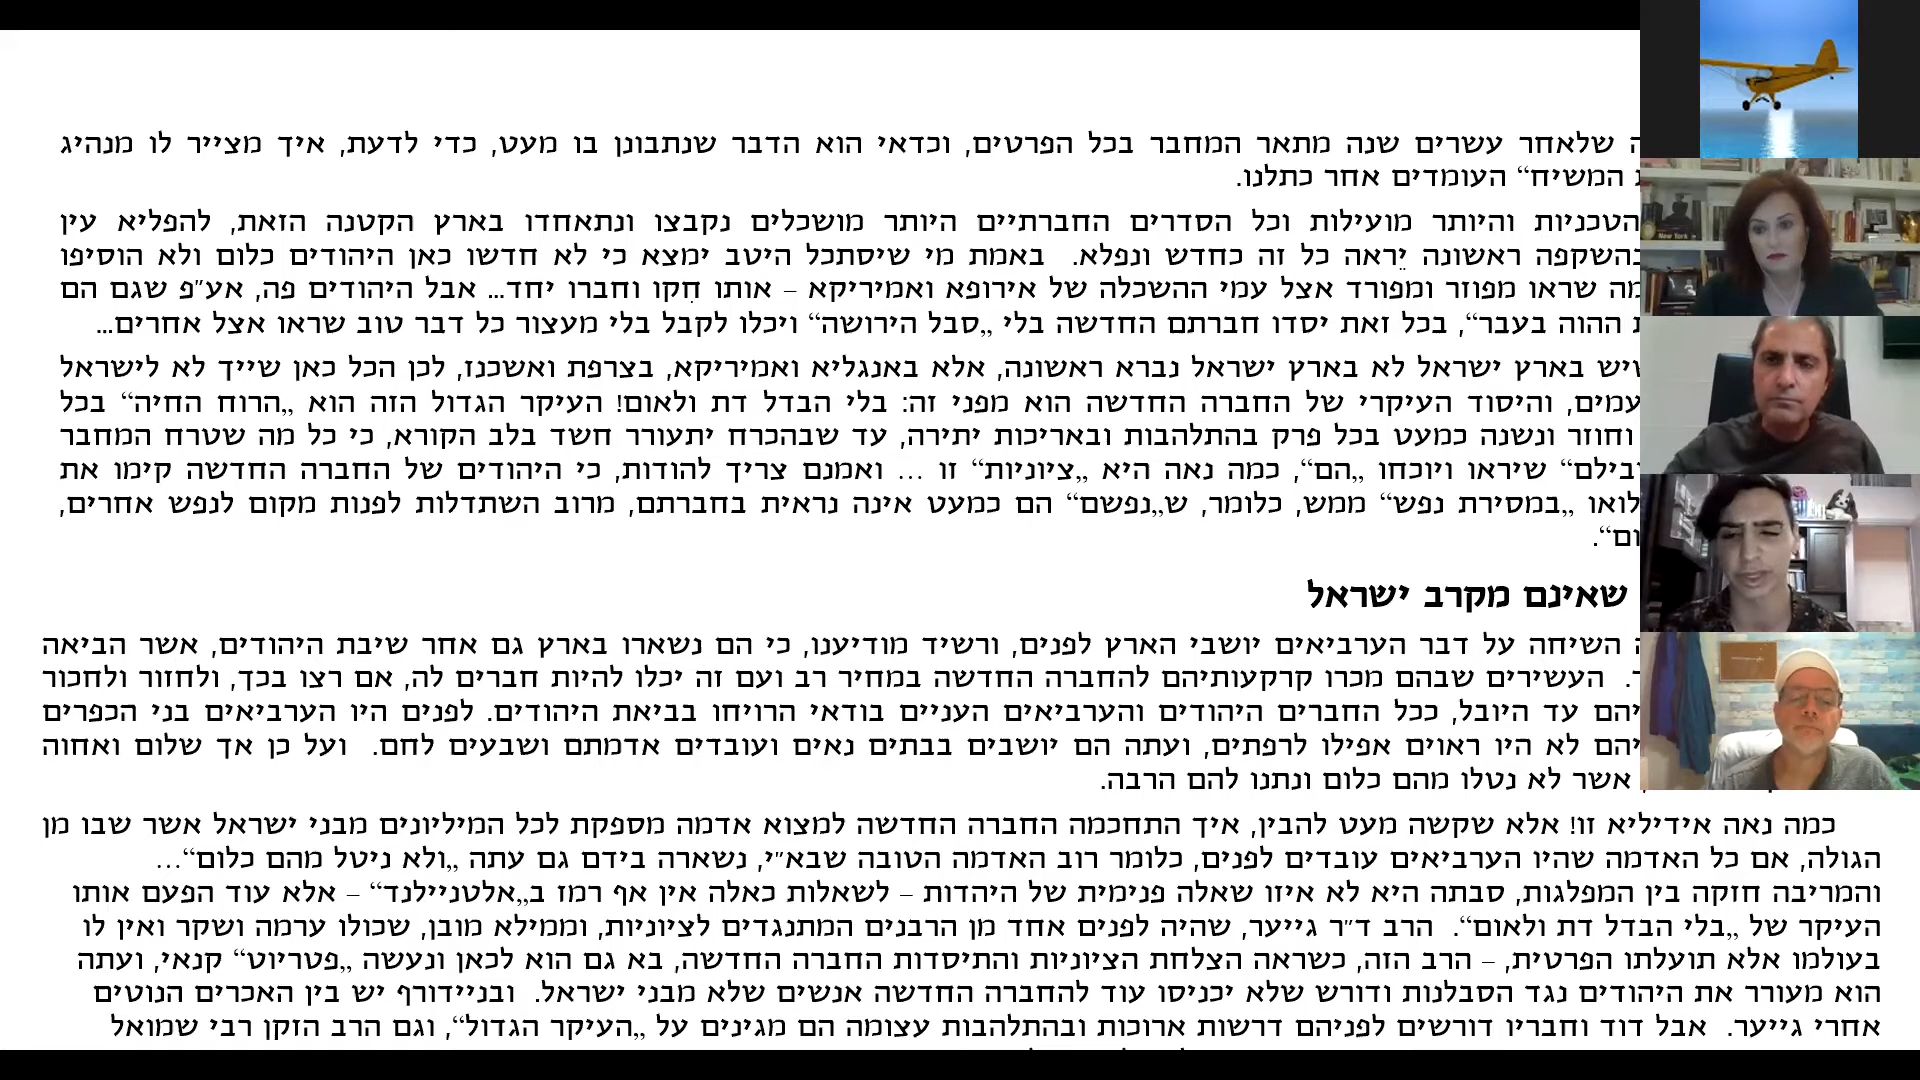 שלאחר עשרים שנה מתאר המחבר בכל הפרטים, וכדאי הוא הדבר שנתבונן בו מעט, כדי לדעת, איך מצייר לו מנהיג
המשיח“ העומדים אחר כתלנו.
הטכניות והיותר מועילות וכל הסדרים החברתיים היותר מושכלים נקבצו ונתאחדו בארץ הקטנה הזאת, להפליא עין
בהשקפה ראשונה יֵראה כל זה כחדש ונפלא. באמת מי שיסתכל היטב ימצא כי לא חדשו כאן היהודים כלום ולא הוסיפו
מה שראו מפוזר ומפורד אצל עמי ההשכלה של אירופא ואמיריקא – אותו חִקו וחברו יחד... אבל היהודים פה, אע״פ שגם הם
ההוה בעבר“, בכל זאת יסדו חברתם החדשה בלי „סבל הירושה“ ויכלו לקבל בלי מעצור כל דבר טוב שראו אצל אחרים...
שיש בארץ ישראל לא בארץ ישראל נברא ראשונה, אלא באנגליא ואמיריקא, בצרפת ואשכנז, לכן הכל כאן שייך לא לישראל
עמים, והיסוד העיקרי של החברה החדשה הוא מפני זה: בלי הבדל דת ולאום! העיקר הגדול הזה הוא „הרוח החיה“ בכל
וחוזר ונשנה כמעט בכל פרק בהתלהבות ובאריכות יתירה, עד שבהכרח יתעורר חשד בלב הקורא, כי כל מה שטרח המחבר
שיראו ויוכחו „הם“, כמה נאה היא „ציוניות“ זו ... ואמנם צריך להודות, כי היהודים של החברה החדשה קימו את
„במסירת נפש“ ממש, כלומר, ש„נפשם“ הם כמעט אינה נראית בחברתם, מרוב השתדלות לפנות מקום לנפש אחרים,
שאינם מקרב ישראל
השיחה על דבר הערביאים יושבי הארץ לפנים, ורשיד מודיענו, כי הם נשארו בארץ גם אחר שיבת היהודים, אשר הביאה
העשירים שבהם מכרו קרקעותיהם להחברה החדשה במחיר רב ועם זה יכלו להיות חברים לה, אם רצו בכך, ולחזור ולחכור
עד היובל, ככל החברים היהודים והערביאים העניים בודאי הרויחו בביאת היהודים. לפנים היו הערביאים בני הכפרים
לא היו ראוים אפילו לרפתים, ועתה הם יושבים בבתים נאים ועובדים אדמתם ושבעים לחם. ועל כן אך שלום ואחוה
אשר לא נטלו מהם כלום ונתנו להם הרבה.
כמה נאה אידיליא זו! אלא שקשה מעט להבין, איך התחכמה החברה החדשה למצוא אדמה מספקת לכל המיליונים מבני ישראל אשר שבו מן
הגולה, אם כל האדמה שהיו הערביאים עובדים לפנים, כלומר רוב האדמה הטובה שבא״י, נשארה בידם גם עתה „ולא ניטל מהם כלום“...
והמריבה חזקה בין המפלגות, סבתה היא לא איזו שאלה פנימית של היהדות – לשאלות כאלה אין אף רמז ב„אלטניילנד“ – אלא עוד הפעם אותו
העיקר של „בלי הבדל דת ולאום“. הרב ד״ר גייער, שהיה לפנים אחד מן הרבנים המתנגדים לציוניות, וממילא מובן, שכולו ערמה ושקר ואין לו
בעולמו אלא תועלתו הפרטית, – הרב הזה, כשראה הצלחת הציוניות והתיסדות החברה החדשה, בא גם הוא לכאן ונעשה „פטריוט“ קנאי, ועתה
הוא מעורר את היהודים נגד הסבלנות ודורש שלא יכניסו עוד להחברה החדשה אנשים שלא מבני ישראל. ובניידורף יש בין האכרים הנוטים
אחרי גייער. אבל דוד וחבריו דורשים לפניהם דרשות ארוכות ובהתלהבות עצומה הם מגינים על „העיקר הגדול“, וגם הרב הזקן רבי שמואל